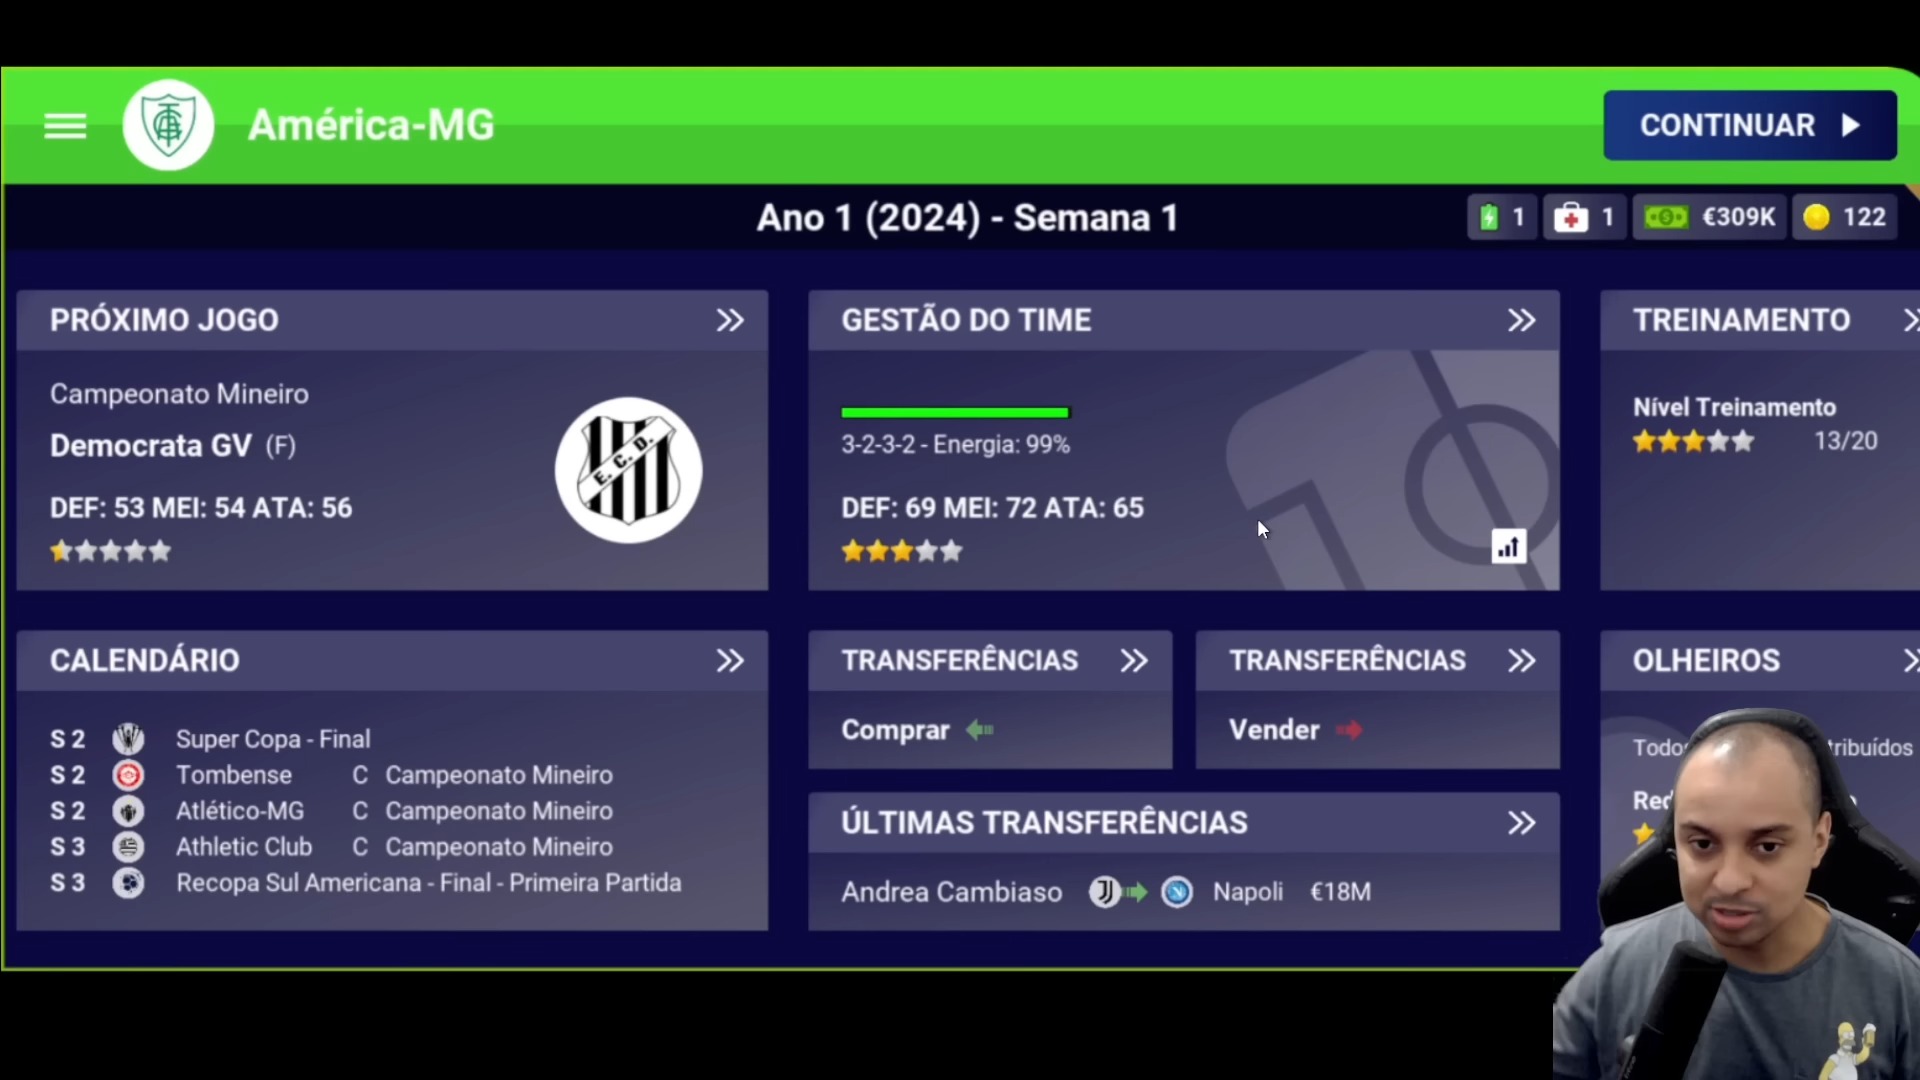 América-MG
CONTINUAR
Ano 1 (2024) - Semana 1
1
1
€309K
122
PRÓXIMO JOGO
Campeonato Mineiro
Democrata GV (F)
DEF: 53 MEI: 54 ATA: 56
E. C. D.
GESTÃO DO TIME
3-2-3-2 - Energia: 99%
DEF: 69 MEI: 72 ATA: 65
TREINAMENTO
Nível Treinamento
13/20
CALENDÁRIO
S 2 Super Copa - Final
S 2 Tombense C Campeonato Mineiro
S 2 Atlético-MG C Campeonato Mineiro
S 3 Athletic Club C Campeonato Mineiro
S 3 Recopa Sul Americana - Final - Primeira Partida
TRANSFERÊNCIAS
Comprar
TRANSFERÊNCIAS
Vender
ÚLTIMAS TRANSFERÊNCIAS
Andrea Cambiaso Napoli €18M
OLHEIROS